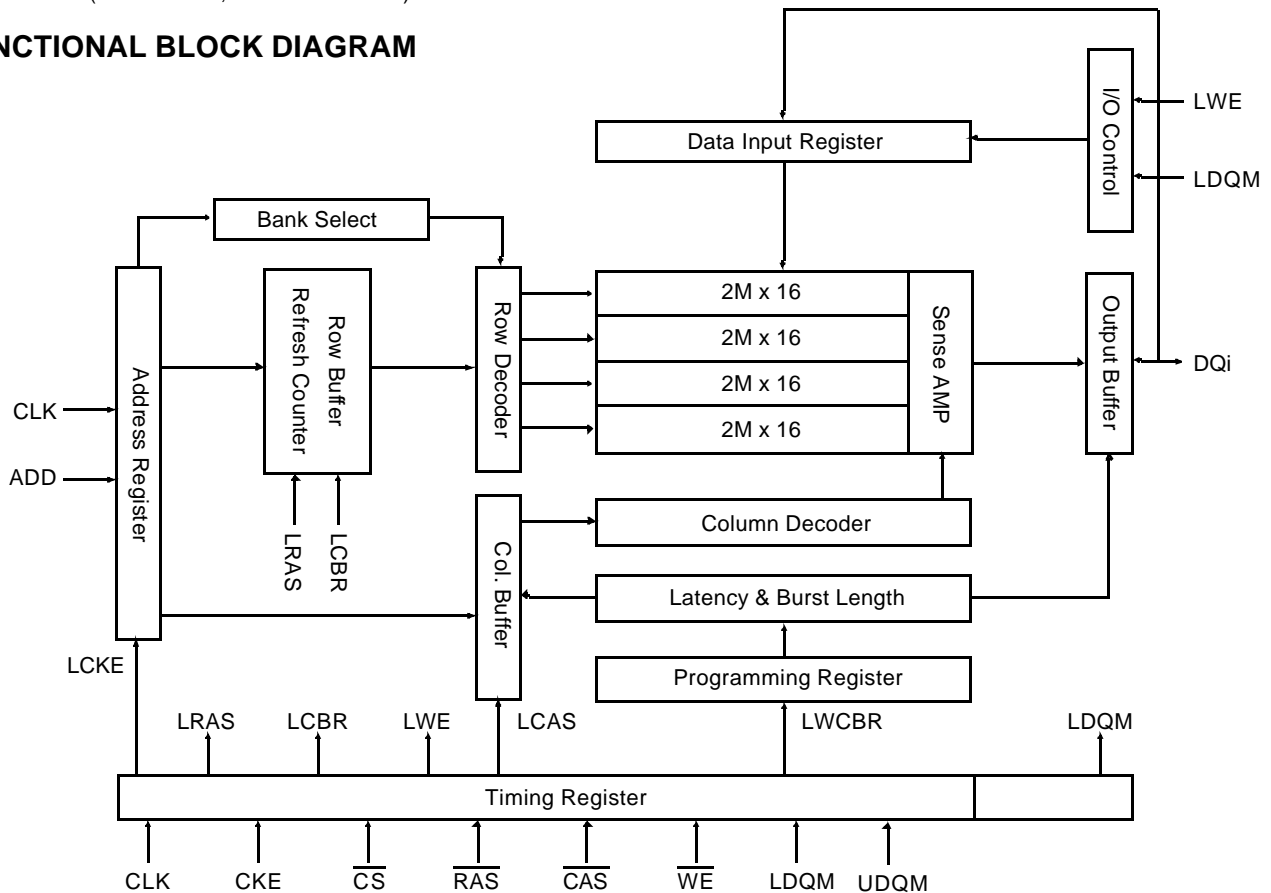 NCTIONAL BLOCK DIAGRAM
I/O Control
LWE
Data Input Register
LDQM
Bank Select
Address Register
Row Buffer
Refresh Counter
Row Decoder
2M x 16
2M x 16
2M x 16
2M x 16
Sense AMP
Output Buffer
DQi
CLK
ADD
LRAS
LCBR
Col. Buffer
Column Decoder
Latency & Burst Length
Programming Register
LCKE
LRAS
LCBR
LWE
LCAS
LWCBR
LDQM
Timing Register
CLK
CKE
CS
RAS
CAS
WE
LDQM
UDQM